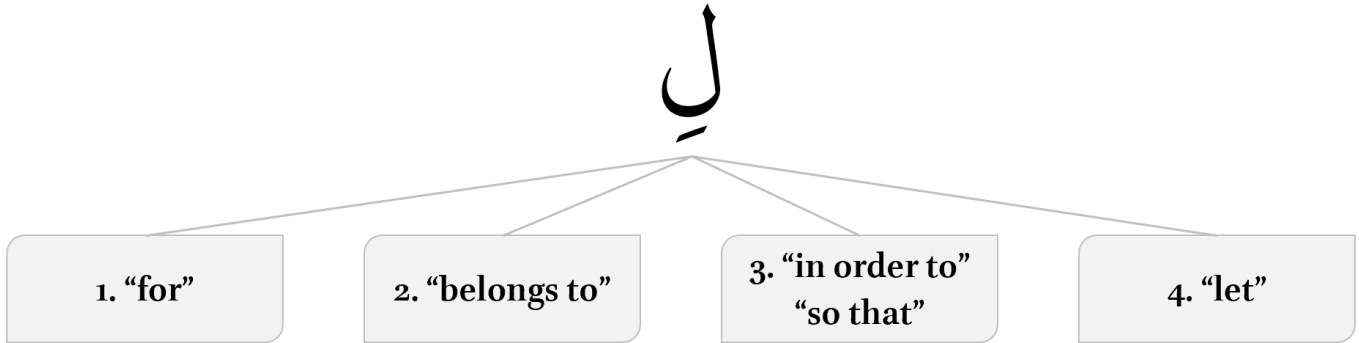 لِ
1. “for”
2. “belongs to”
3. “in order to”
“so that”
4. “let”